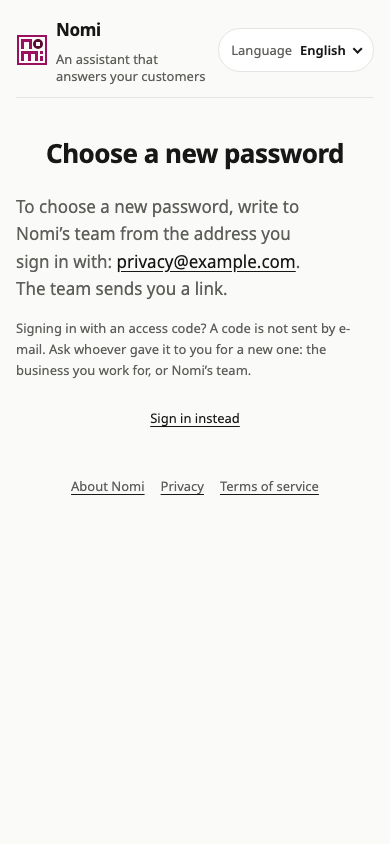 Nomi
An assistant that
answers your customers
Language English
Choose a new password
To choose a new password, write to
Nomi’s team from the address you
sign in with: privacy@example.com.
The team sends you a link.
Signing in with an access code? A code is not sent by e-
mail. Ask whoever gave it to you for a new one: the
business you work for, or Nomi’s team.
Sign in instead
About Nomi Privacy Terms of service